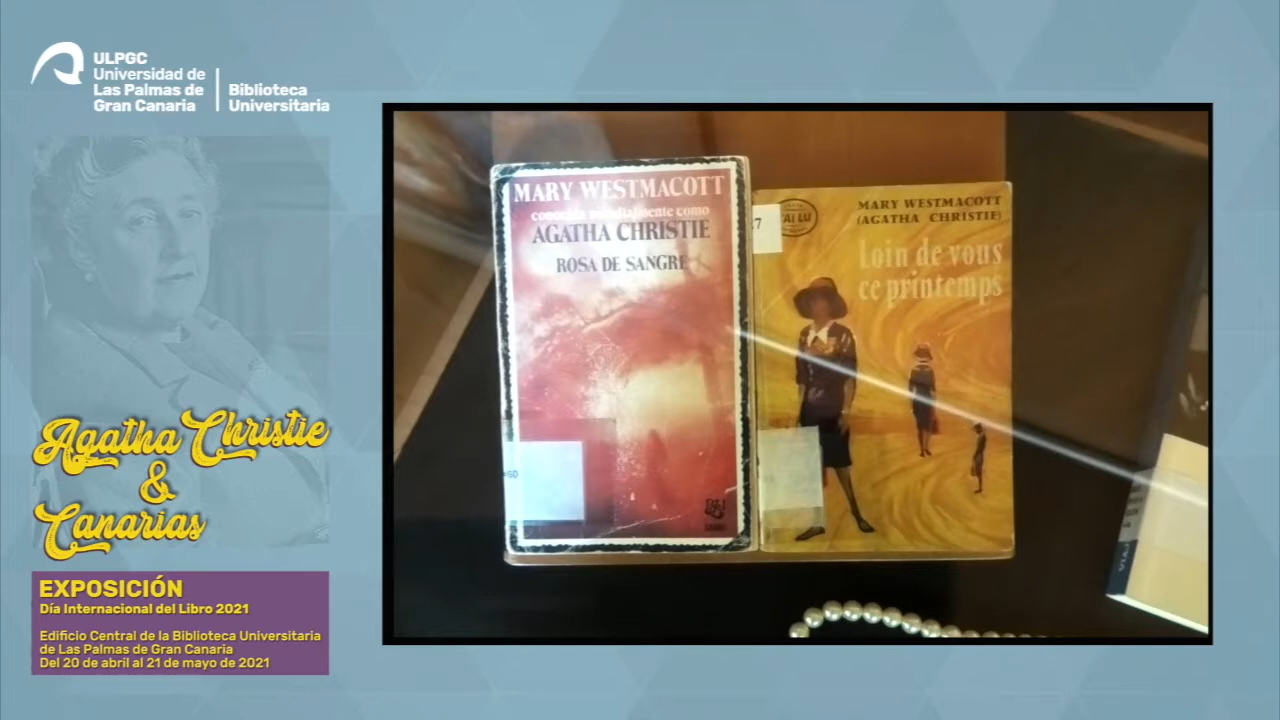 ULPGC
Universidad de
Las Palmas de
Gran Canaria
Biblioteca
Universitaria
Agatha Christie
&
Canarias
EXPOSICIÓN
Día Internacional del Libro 2021
Edificio Central de la Biblioteca Universitaria
de Las Palmas de Gran Canaria
Del 20 de abril al 21 de mayo de 2021
MARY WESTMACOTT
conocida mundialmente como
AGATHA CHRISTIE
ROSA DE SANGRE
MARY WESTMACOTT
(AGATHA CHRISTIE)
Loin de vous
ce printemps